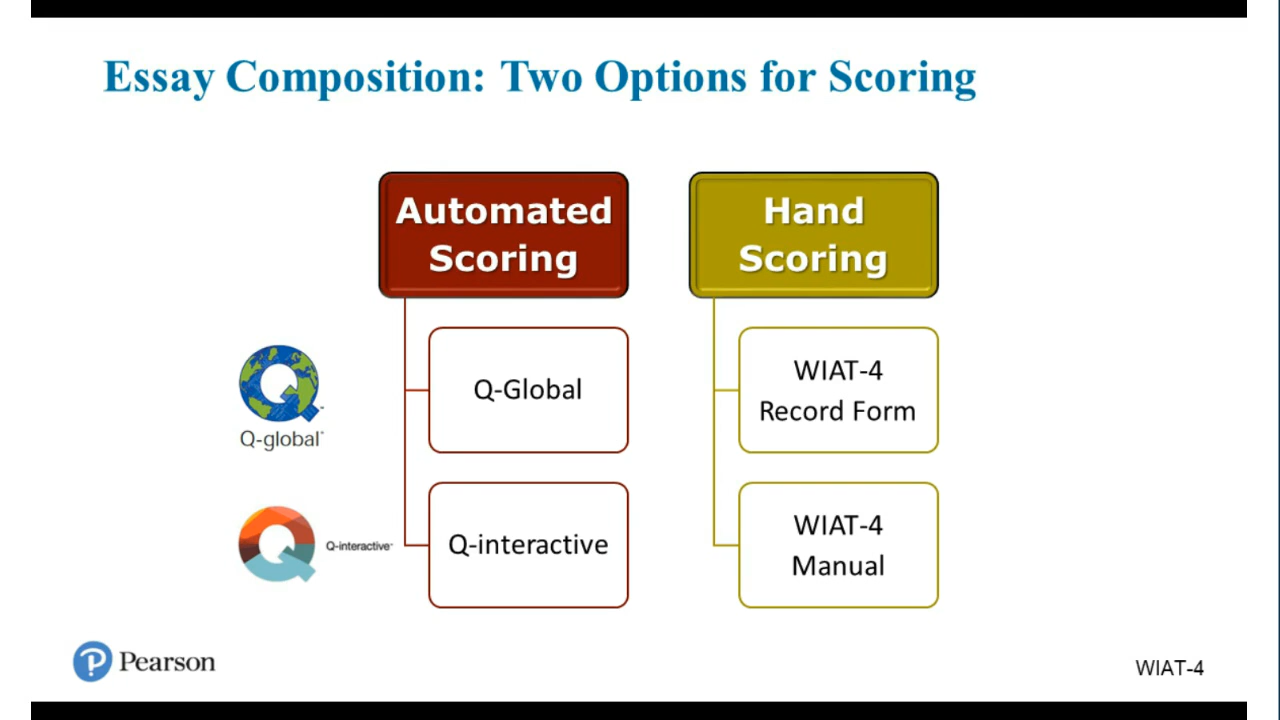 Essay Composition: Two Options for Scoring
Automated
Scoring
Q-Global
Q-interactive
Hand
Scoring
WIAT-4
Record Form
WIAT-4
Manual
Q-global
Q-interactive
Pearson
WIAT-4